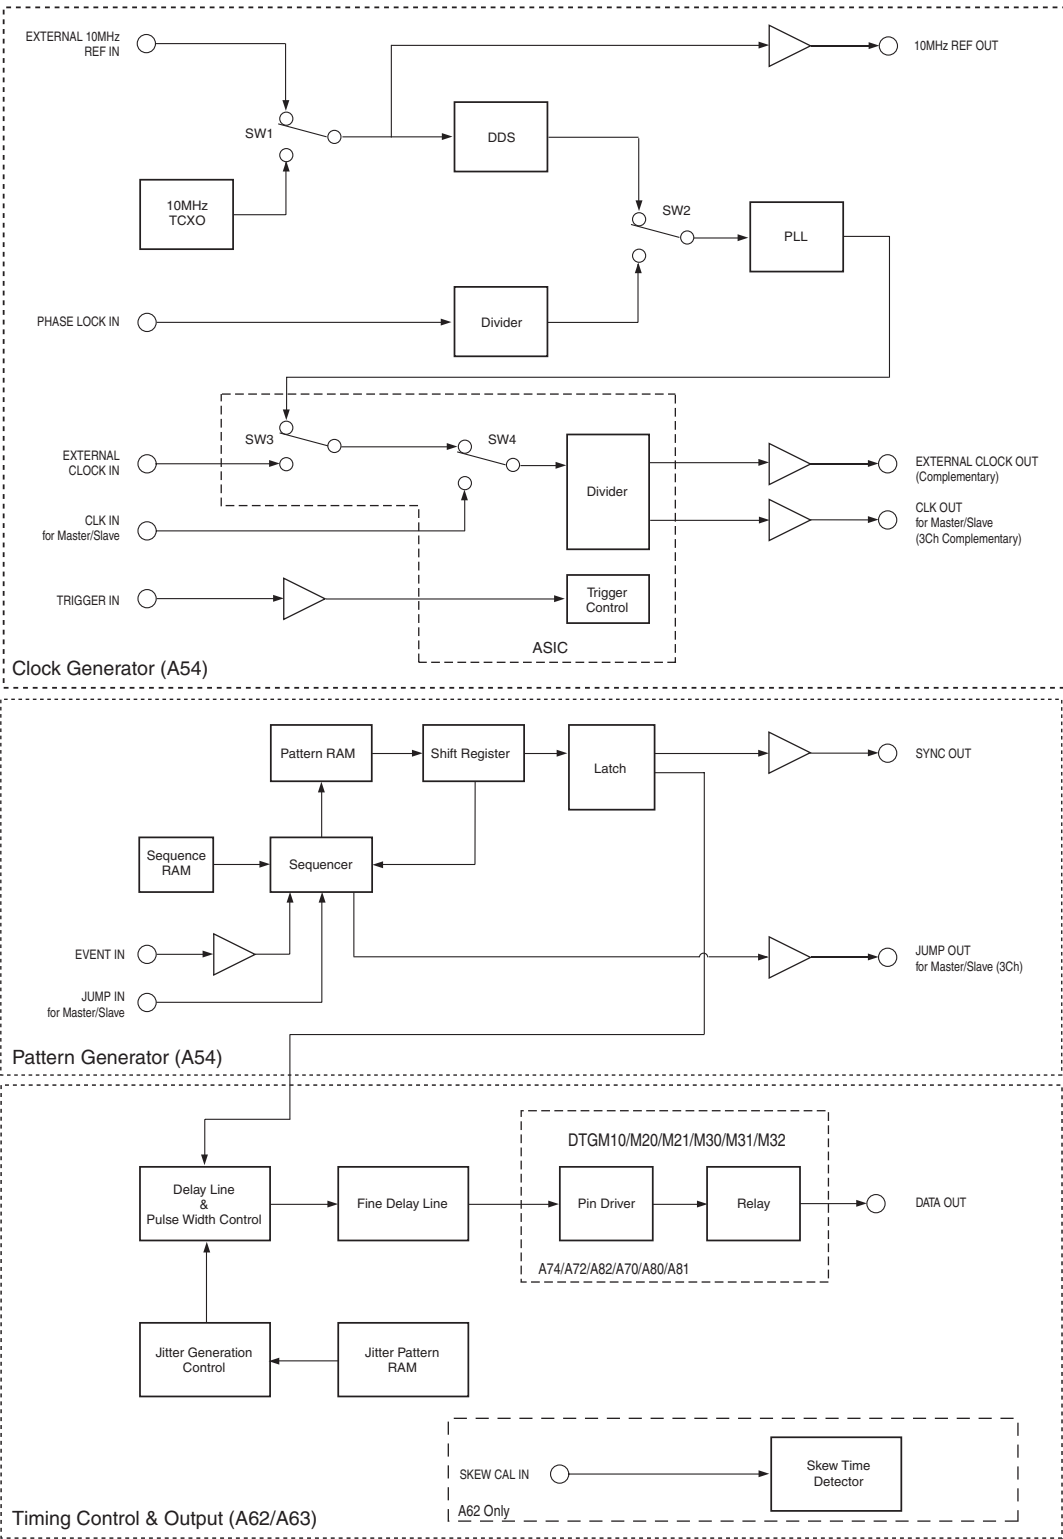 EXTERNAL 10MHz
REF IN
10MHz REF OUT
SW1
DDS
10MHz
TCXO
SW2
PLL
PHASE LOCK IN
Divider
SW3
SW4
EXTERNAL
CLOCK IN
Divider
EXTERNAL CLOCK OUT
(Complementary)
CLK IN
for Master/Slave
CLK OUT
for Master/Slave
(3Ch Complementary)
TRIGGER IN
Trigger
Control
ASIC
Clock Generator (A54)
Pattern RAM
Shift Register
Latch
SYNC OUT
Sequence
RAM
Sequencer
EVENT IN
JUMP OUT
for Master/Slave (3Ch)
JUMP IN
for Master/Slave
Pattern Generator (A54)
DTGM10/M20/M21/M30/M31/M32
Delay Line
&
Pulse Width Control
Fine Delay Line
Pin Driver
Relay
DATA OUT
A74/A72/A82/A70/A80/A81
Jitter Generation
Control
Jitter Pattern
RAM
SKEW CAL IN
Skew Time
Detector
A62 Only
Timing Control & Output (A62/A63)